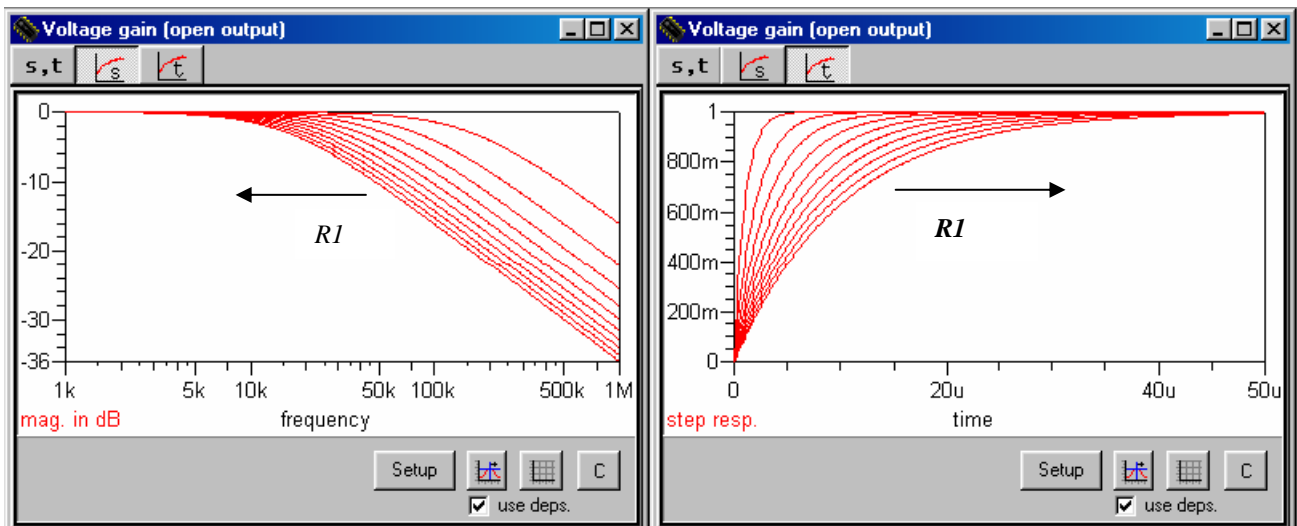 Voltage gain (open output)
s,t s t
0
-10
-20
-30
-36
1k 5k 10k 50k 100k 500k 1M
mag. in dB frequency
R1
Setup C
use deps.
Voltage gain (open output)
s,t s t
1
800m
600m
400m
200m
0
0 20u 40u 50u
step resp. time
R1
Setup C
use deps.